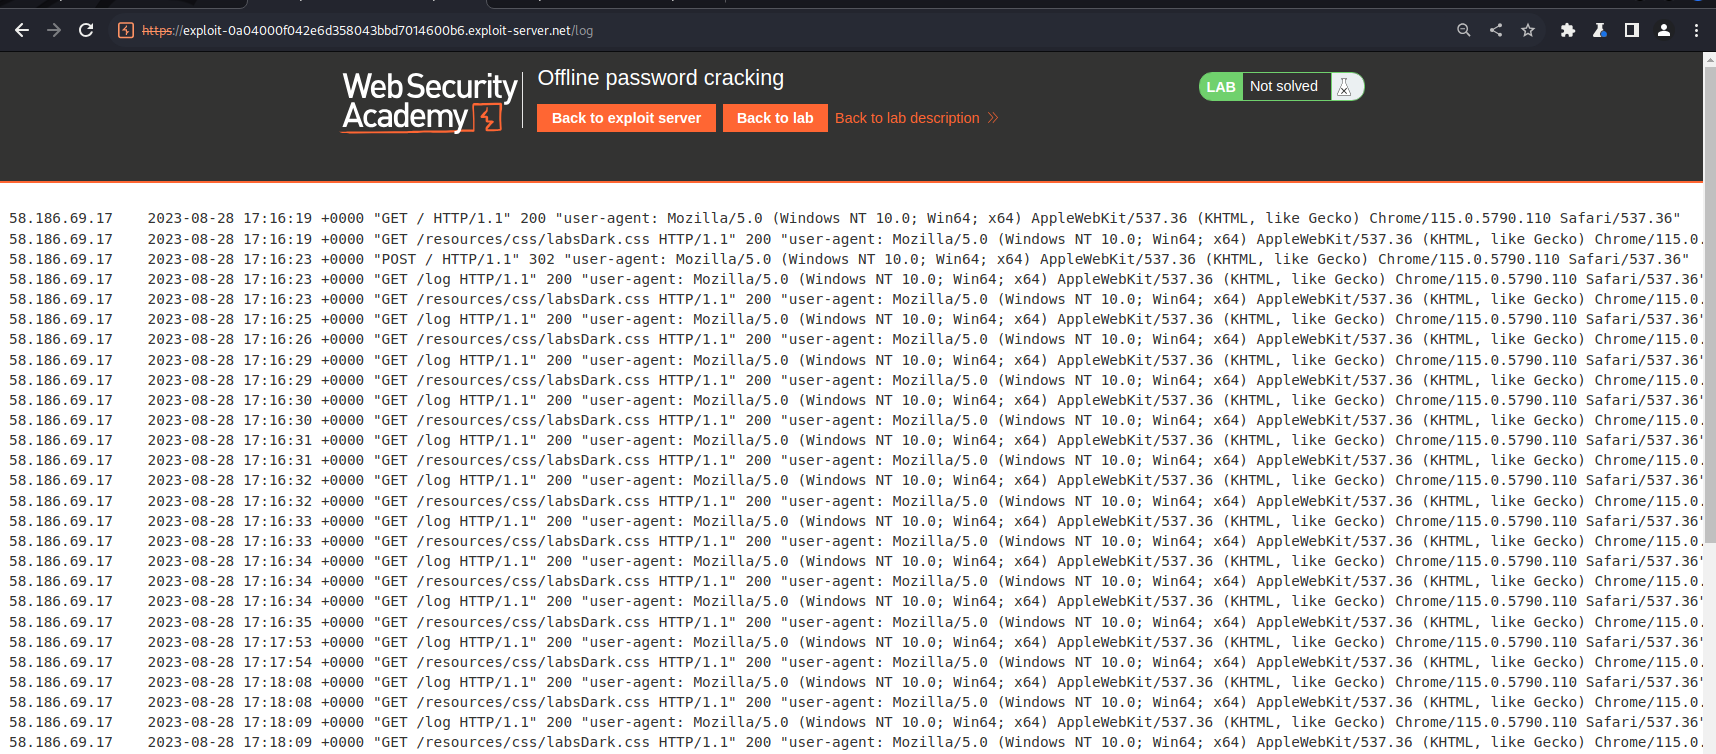 https://exploit-0a04000f042e6d358043bbd7014600b6.exploit-server.net/log
Web Security
Academy
Offline password cracking
Back to exploit server Back to lab Back to lab description
LAB Not solved
58.186.69.17 2023-08-28 17:16:19 +0000 "GET / HTTP/1.1" 200 "user-agent: Mozilla/5.0 (Windows NT 10.0; Win64; x64) AppleWebKit/537.36 (KHTML, like Gecko) Chrome/115.0.5790.110 Safari/537.36"
58.186.69.17 2023-08-28 17:16:19 +0000 "GET /resources/css/labsDark.css HTTP/1.1" 200 "user-agent: Mozilla/5.0 (Windows NT 10.0; Win64; x64) AppleWebKit/537.36 (KHTML, like Gecko) Chrome/115.0.
58.186.69.17 2023-08-28 17:16:23 +0000 "POST / HTTP/1.1" 302 "user-agent: Mozilla/5.0 (Windows NT 10.0; Win64; x64) AppleWebKit/537.36 (KHTML, like Gecko) Chrome/115.0.5790.110 Safari/537.36"
58.186.69.17 2023-08-28 17:16:23 +0000 "GET /log HTTP/1.1" 200 "user-agent: Mozilla/5.0 (Windows NT 10.0; Win64; x64) AppleWebKit/537.36 (KHTML, like Gecko) Chrome/115.0.5790.110 Safari/537.36"
58.186.69.17 2023-08-28 17:16:23 +0000 "GET /resources/css/labsDark.css HTTP/1.1" 200 "user-agent: Mozilla/5.0 (Windows NT 10.0; Win64; x64) AppleWebKit/537.36 (KHTML, like Gecko) Chrome/115.0.
58.186.69.17 2023-08-28 17:16:25 +0000 "GET /log HTTP/1.1" 200 "user-agent: Mozilla/5.0 (Windows NT 10.0; Win64; x64) AppleWebKit/537.36 (KHTML, like Gecko) Chrome/115.0.5790.110 Safari/537.36"
58.186.69.17 2023-08-28 17:16:26 +0000 "GET /resources/css/labsDark.css HTTP/1.1" 200 "user-agent: Mozilla/5.0 (Windows NT 10.0; Win64; x64) AppleWebKit/537.36 (KHTML, like Gecko) Chrome/115.0.
58.186.69.17 2023-08-28 17:16:29 +0000 "GET /log HTTP/1.1" 200 "user-agent: Mozilla/5.0 (Windows NT 10.0; Win64; x64) AppleWebKit/537.36 (KHTML, like Gecko) Chrome/115.0.5790.110 Safari/537.36"
58.186.69.17 2023-08-28 17:16:29 +0000 "GET /resources/css/labsDark.css HTTP/1.1" 200 "user-agent: Mozilla/5.0 (Windows NT 10.0; Win64; x64) AppleWebKit/537.36 (KHTML, like Gecko) Chrome/115.0.
58.186.69.17 2023-08-28 17:16:30 +0000 "GET /log HTTP/1.1" 200 "user-agent: Mozilla/5.0 (Windows NT 10.0; Win64; x64) AppleWebKit/537.36 (KHTML, like Gecko) Chrome/115.0.5790.110 Safari/537.36"
58.186.69.17 2023-08-28 17:16:30 +0000 "GET /resources/css/labsDark.css HTTP/1.1" 200 "user-agent: Mozilla/5.0 (Windows NT 10.0; Win64; x64) AppleWebKit/537.36 (KHTML, like Gecko) Chrome/115.0.
58.186.69.17 2023-08-28 17:16:31 +0000 "GET /log HTTP/1.1" 200 "user-agent: Mozilla/5.0 (Windows NT 10.0; Win64; x64) AppleWebKit/537.36 (KHTML, like Gecko) Chrome/115.0.5790.110 Safari/537.36"
58.186.69.17 2023-08-28 17:16:31 +0000 "GET /resources/css/labsDark.css HTTP/1.1" 200 "user-agent: Mozilla/5.0 (Windows NT 10.0; Win64; x64) AppleWebKit/537.36 (KHTML, like Gecko) Chrome/115.0.
58.186.69.17 2023-08-28 17:16:32 +0000 "GET /log HTTP/1.1" 200 "user-agent: Mozilla/5.0 (Windows NT 10.0; Win64; x64) AppleWebKit/537.36 (KHTML, like Gecko) Chrome/115.0.5790.110 Safari/537.36"
58.186.69.17 2023-08-28 17:16:32 +0000 "GET /resources/css/labsDark.css HTTP/1.1" 200 "user-agent: Mozilla/5.0 (Windows NT 10.0; Win64; x64) AppleWebKit/537.36 (KHTML, like Gecko) Chrome/115.0.
58.186.69.17 2023-08-28 17:16:33 +0000 "GET /log HTTP/1.1" 200 "user-agent: Mozilla/5.0 (Windows NT 10.0; Win64; x64) AppleWebKit/537.36 (KHTML, like Gecko) Chrome/115.0.5790.110 Safari/537.36"
58.186.69.17 2023-08-28 17:16:33 +0000 "GET /resources/css/labsDark.css HTTP/1.1" 200 "user-agent: Mozilla/5.0 (Windows NT 10.0; Win64; x64) AppleWebKit/537.36 (KHTML, like Gecko) Chrome/115.0.
58.186.69.17 2023-08-28 17:16:34 +0000 "GET /log HTTP/1.1" 200 "user-agent: Mozilla/5.0 (Windows NT 10.0; Win64; x64) AppleWebKit/537.36 (KHTML, like Gecko) Chrome/115.0.5790.110 Safari/537.36"
58.186.69.17 2023-08-28 17:16:34 +0000 "GET /resources/css/labsDark.css HTTP/1.1" 200 "user-agent: Mozilla/5.0 (Windows NT 10.0; Win64; x64) AppleWebKit/537.36 (KHTML, like Gecko) Chrome/115.0.
58.186.69.17 2023-08-28 17:16:34 +0000 "GET /log HTTP/1.1" 200 "user-agent: Mozilla/5.0 (Windows NT 10.0; Win64; x64) AppleWebKit/537.36 (KHTML, like Gecko) Chrome/115.0.5790.110 Safari/537.36"
58.186.69.17 2023-08-28 17:16:35 +0000 "GET /resources/css/labsDark.css HTTP/1.1" 200 "user-agent: Mozilla/5.0 (Windows NT 10.0; Win64; x64) AppleWebKit/537.36 (KHTML, like Gecko) Chrome/115.0.
58.186.69.17 2023-08-28 17:17:53 +0000 "GET /log HTTP/1.1" 200 "user-agent: Mozilla/5.0 (Windows NT 10.0; Win64; x64) AppleWebKit/537.36 (KHTML, like Gecko) Chrome/115.0.5790.110 Safari/537.36"
58.186.69.17 2023-08-28 17:17:54 +0000 "GET /resources/css/labsDark.css HTTP/1.1" 200 "user-agent: Mozilla/5.0 (Windows NT 10.0; Win64; x64) AppleWebKit/537.36 (KHTML, like Gecko) Chrome/115.0.
58.186.69.17 2023-08-28 17:18:08 +0000 "GET /log HTTP/1.1" 200 "user-agent: Mozilla/5.0 (Windows NT 10.0; Win64; x64) AppleWebKit/537.36 (KHTML, like Gecko) Chrome/115.0.5790.110 Safari/537.36"
58.186.69.17 2023-08-28 17:18:08 +0000 "GET /resources/css/labsDark.css HTTP/1.1" 200 "user-agent: Mozilla/5.0 (Windows NT 10.0; Win64; x64) AppleWebKit/537.36 (KHTML, like Gecko) Chrome/115.0.
58.186.69.17 2023-08-28 17:18:09 +0000 "GET /log HTTP/1.1" 200 "user-agent: Mozilla/5.0 (Windows NT 10.0; Win64; x64) AppleWebKit/537.36 (KHTML, like Gecko) Chrome/115.0.5790.110 Safari/537.36"
58.186.69.17 2023-08-28 17:18:09 +0000 "GET /resources/css/labsDark.css HTTP/1.1" 200 "user-agent: Mozilla/5.0 (Windows NT 10.0; Win64; x64) AppleWebKit/537.36 (KHTML, like Gecko) Chrome/115.0.